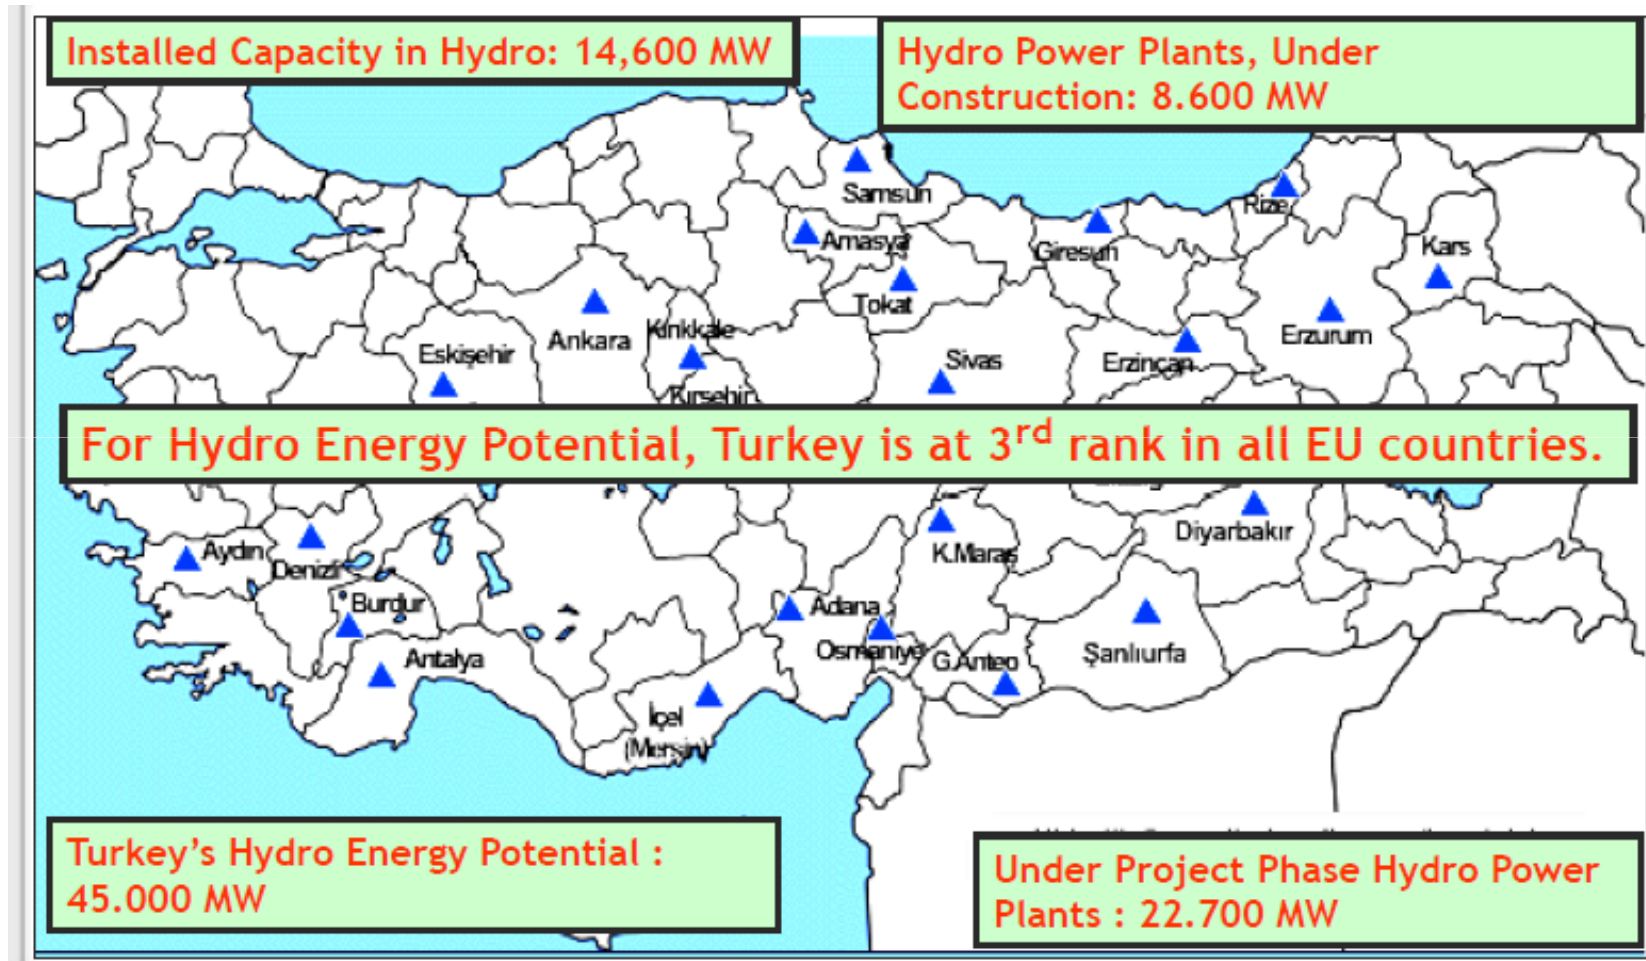 Installed Capacity in Hydro: 14,600 MW
Hydro Power Plants, Under
Construction: 8.600 MW
Samsun
Rize
Amasya
Giresun
Kars
Tokat
Ankara
Kırıkkale
Erzurum
Eskişehir
Sivas
Erzincan
Kırşehir
For Hydro Energy Potential, Turkey is at 3rd rank in all EU countries.
Diyarbakır
Aydın
K.Maraş
Denizli
Burdur
Adana
Osmaniye
Antalya
G.Antep
Şanlıurfa
İçel
(Mersin)
Turkey's Hydro Energy Potential :
45.000 MW
Under Project Phase Hydro Power
Plants : 22.700 MW